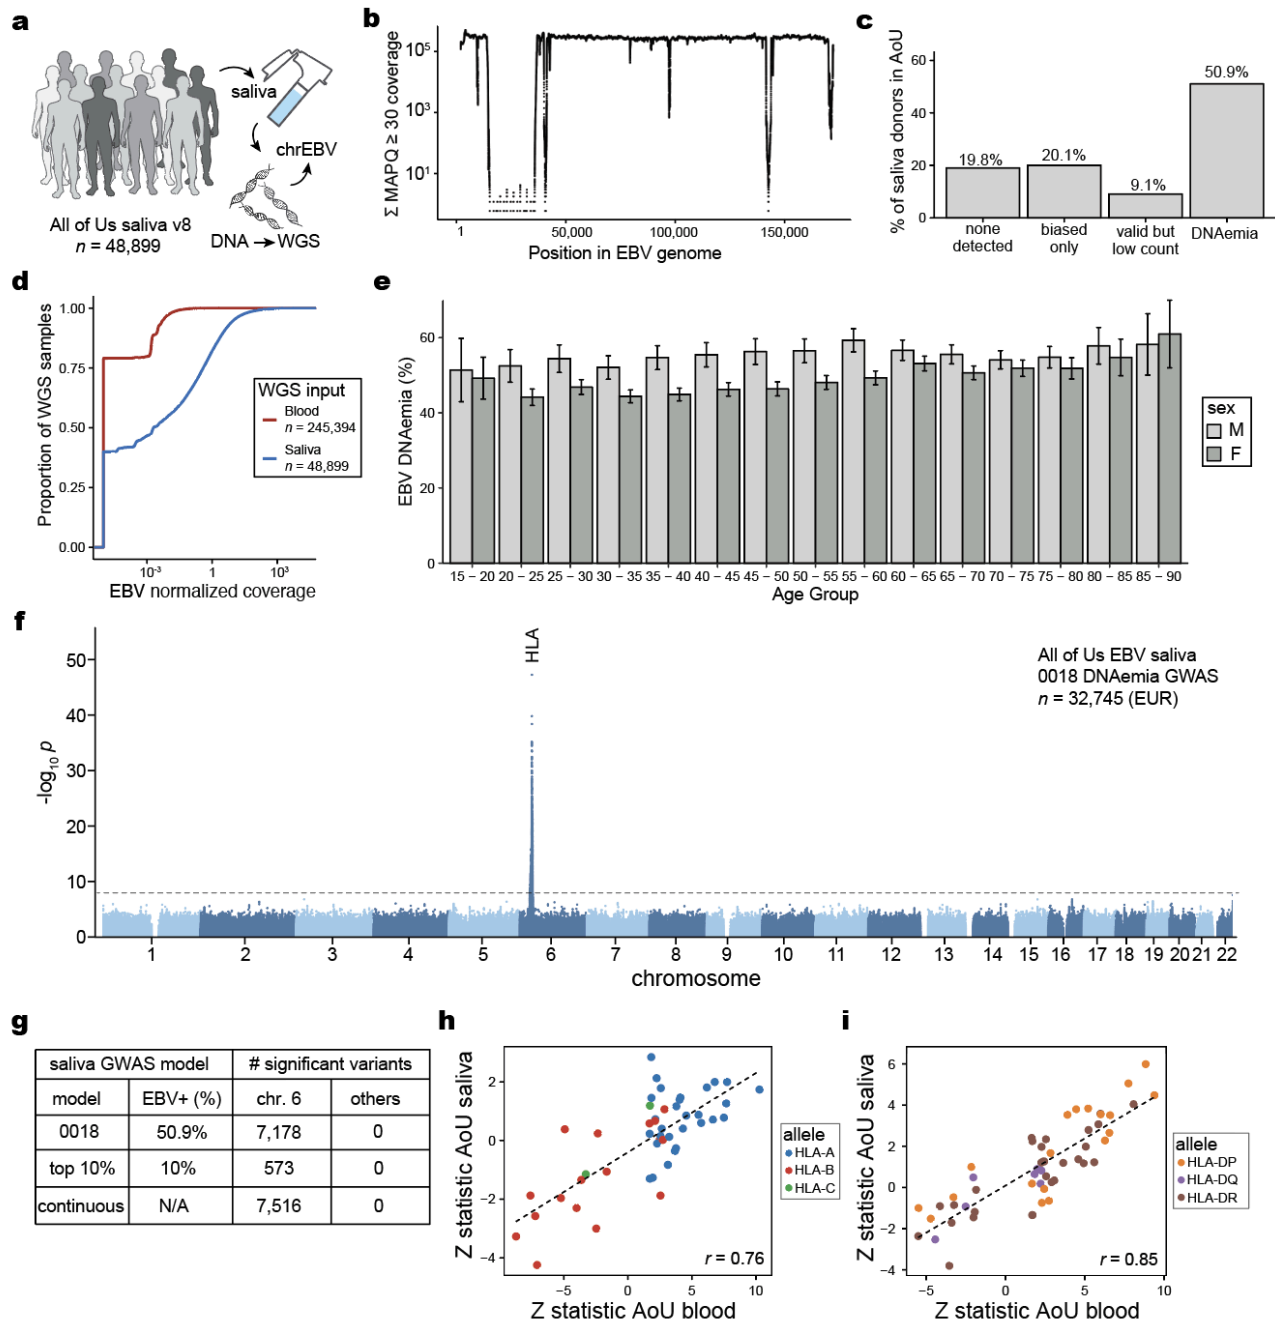 a
saliva
chrEBV
All of Us saliva v8
n = 48,899
DNA → WGS
b
Σ MAPQ ≥ 30 coverage
10⁵
10³
10¹
1
50,000
100,000
150,000
Position in EBV genome
c
% of saliva donors in AoU
60
40
20
0
19.8%
20.1%
9.1%
50.9%
none detected
biased only
valid but low count
DNAemia
d
Proportion of WGS samples
1.00
0.75
0.50
0.25
0.00
10⁻³
1
10³
EBV normalized coverage
WGS input
Blood
n = 245,394
Saliva
n = 48,899
e
EBV DNAemia (%)
60
40
20
0
15 – 20
20 – 25
25 – 30
30 – 35
35 – 40
40 – 45
45 – 50
50 – 55
55 – 60
60 – 65
65 – 70
70 – 75
75 – 80
80 – 85
85 – 90
Age Group
sex
M
F
f
-log₁₀ p
50
40
30
20
10
0
HLA
All of Us EBV saliva
0018 DNAemia GWAS
n = 32,745 (EUR)
1 2 3 4 5 6 7 8 9 10 11 12 13 14 15 16 17 18 19 20 21 22
chromosome
g
saliva GWAS model # significant variants
model EBV+ (%) chr. 6 others
0018 50.9% 7,178 0
top 10% 10% 573 0
continuous N/A 7,516 0
h
Z statistic AoU saliva
2
0
−2
−4
−5
0
5
10
Z statistic AoU blood
r = 0.76
allele
HLA-A
HLA-B
HLA-C
i
Z statistic AoU saliva
6
4
2
0
−2
−4
−5
0
5
10
Z statistic AoU blood
r = 0.85
allele
HLA-DP
HLA-DQ
HLA-DR